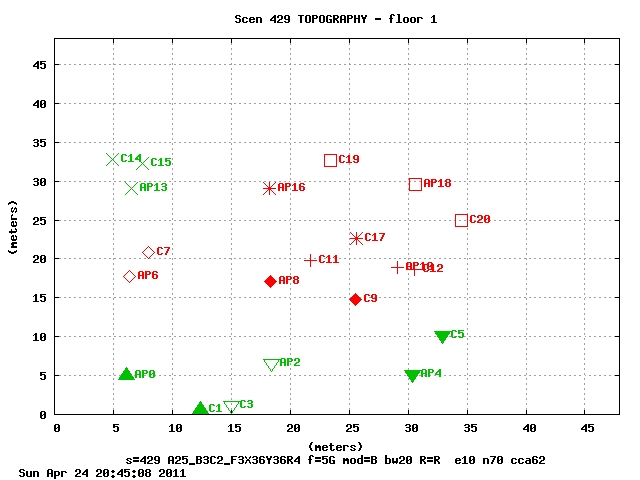 Scen 429 TOPOGRAPHY - floor 1
45
40
35
30
25
20
15
10
5
0
(meters)
C14
C15
AP13
C19
AP16
AP18
C20
C17
C7
C11
C12
AP6
AP8
C9
C5
AP2
AP0
AP4
C1
C3
0 5 10 15 20 25 30 35 40 45
(meters)
s=429 A25_B3C2_F3X36Y36R4 f=5G mod=B bw20 R=R e10 n70 cca62
Sun Apr 24 20:45:08 2011